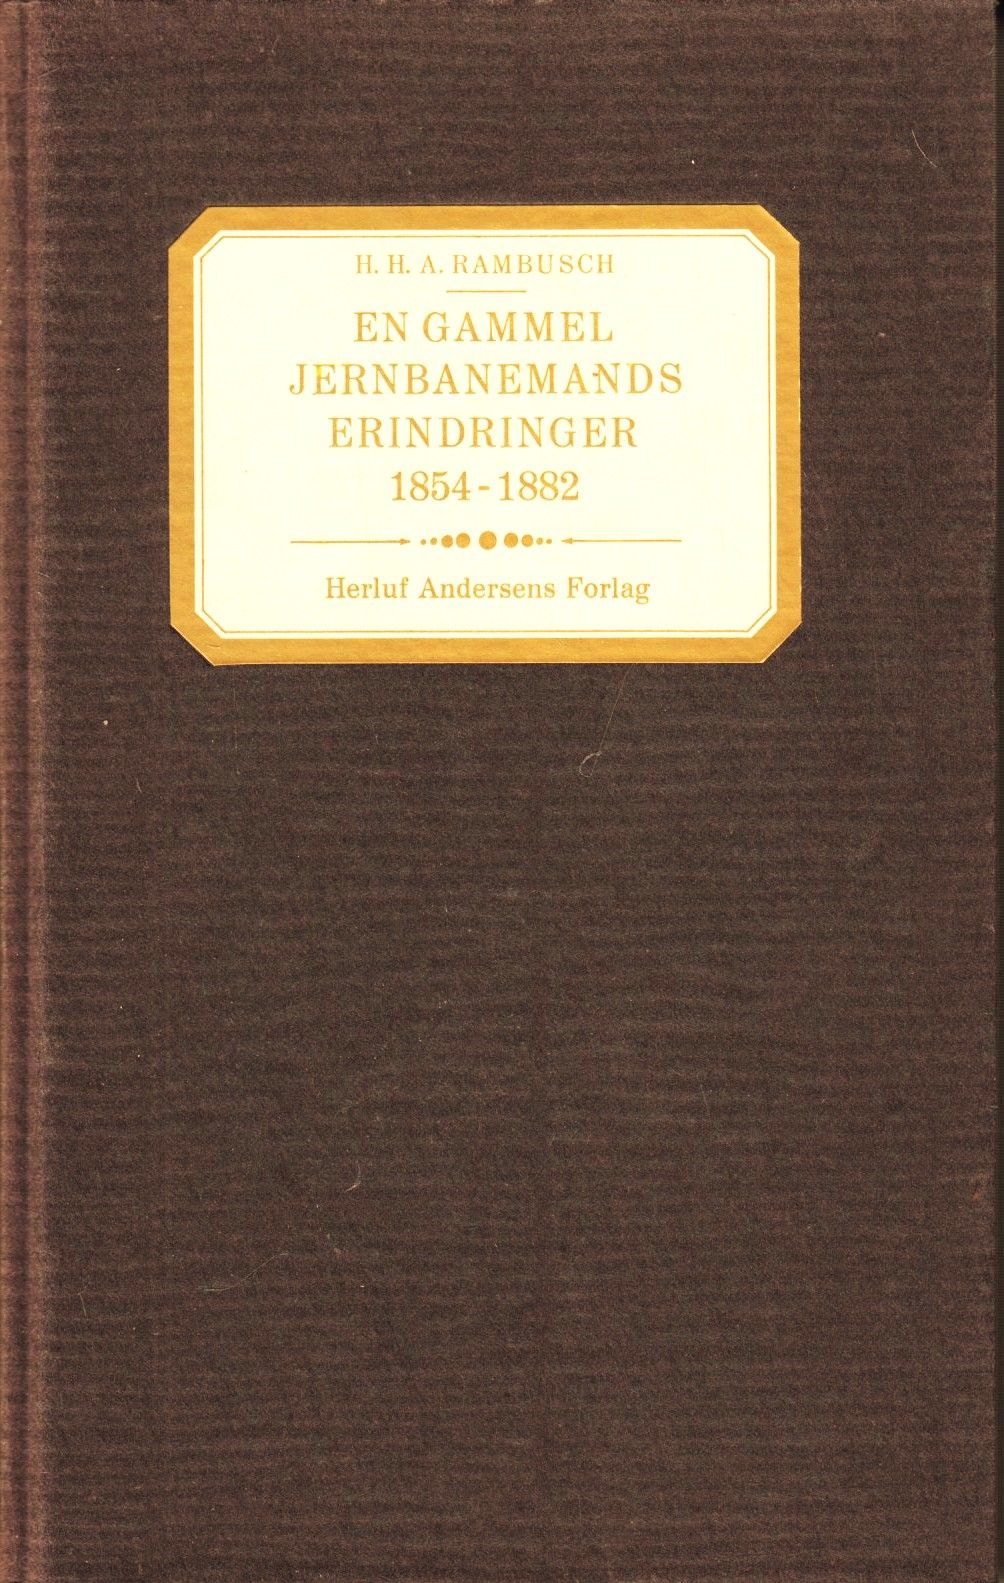 H. H. A. RAMBUSCH
EN GAMMEL
JERNBANEMANDS
ERINDRINGER
1854-1882
Herluf Andersens Forlag